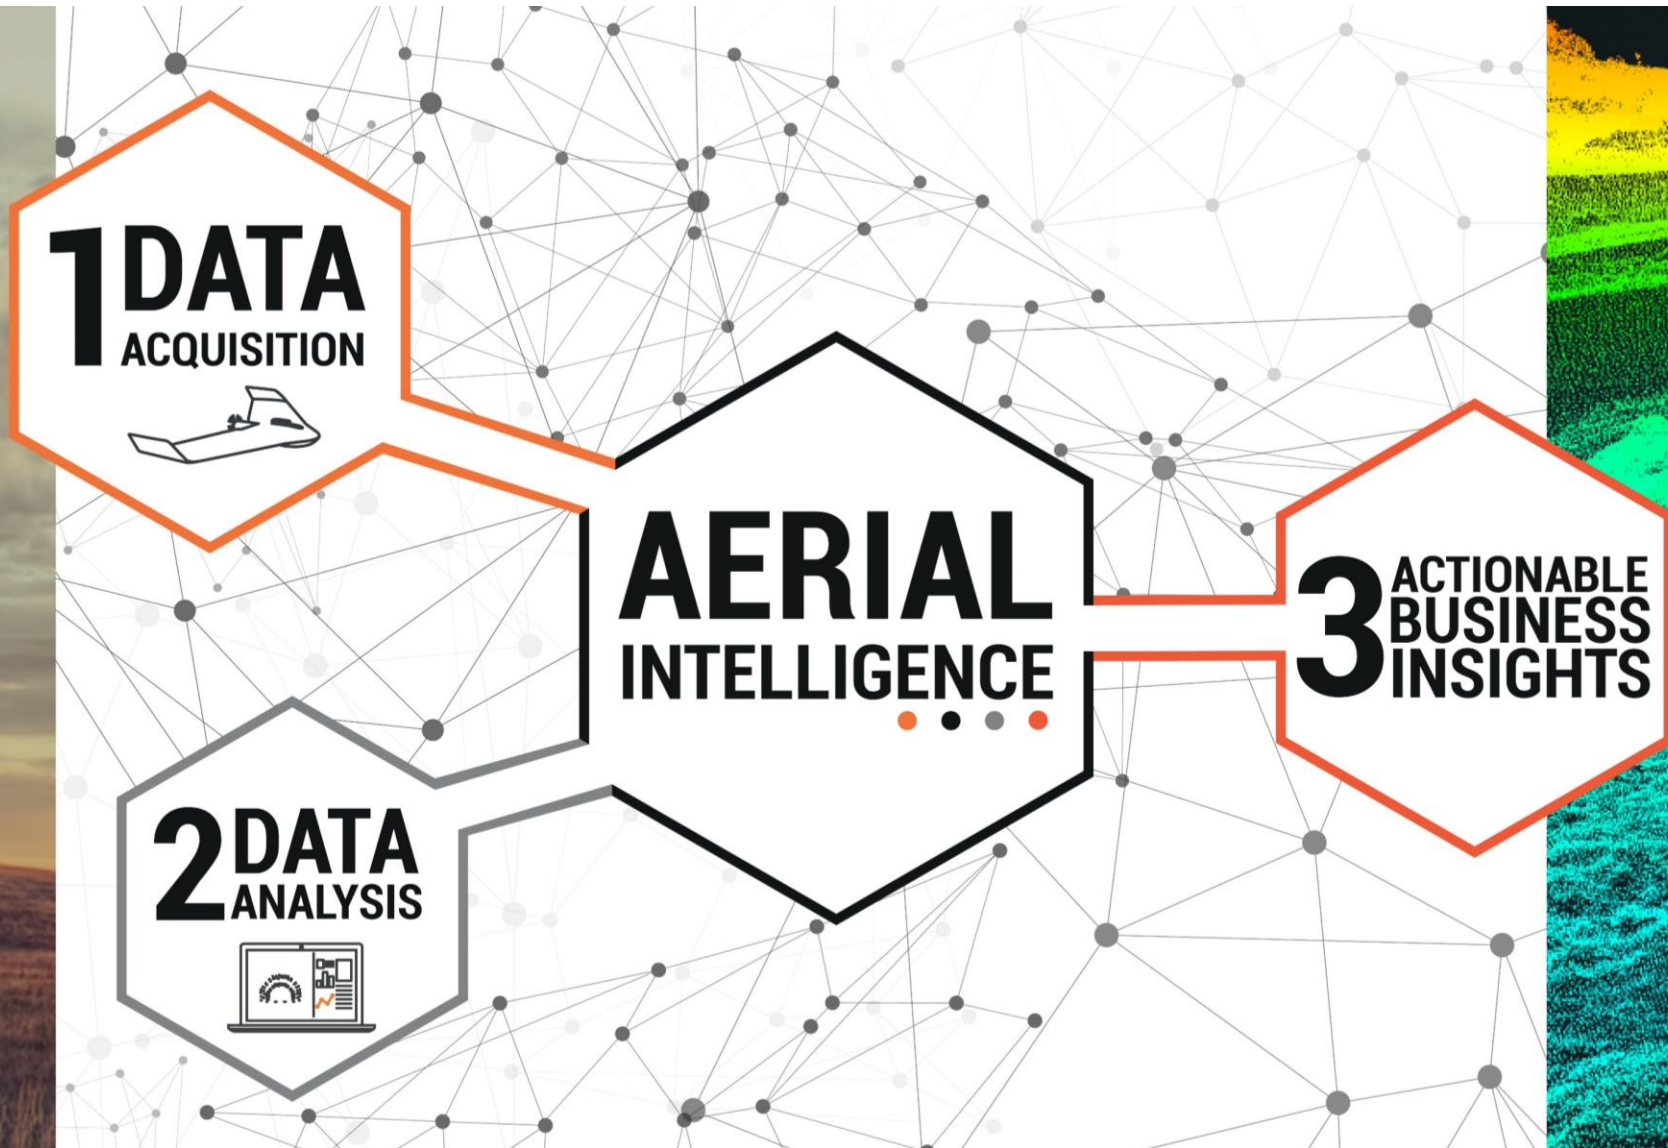 1 DATA
ACQUISITION
AERIAL
INTELLIGENCE
2 DATA
ANALYSIS
3 ACTIONABLE
BUSINESS
INSIGHTS